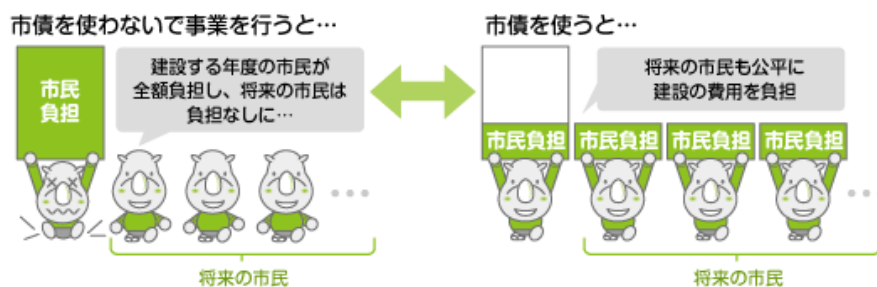 市債を使わないで事業を行うと…
市民
負担
建設する年度の市民が
全額負担し、将来の市民は
負担なしに…
将来の市民
市債を使うと…
将来の市民も公平に
建設の費用を負担
市民負担
市民負担
市民負担
市民負担
将来の市民